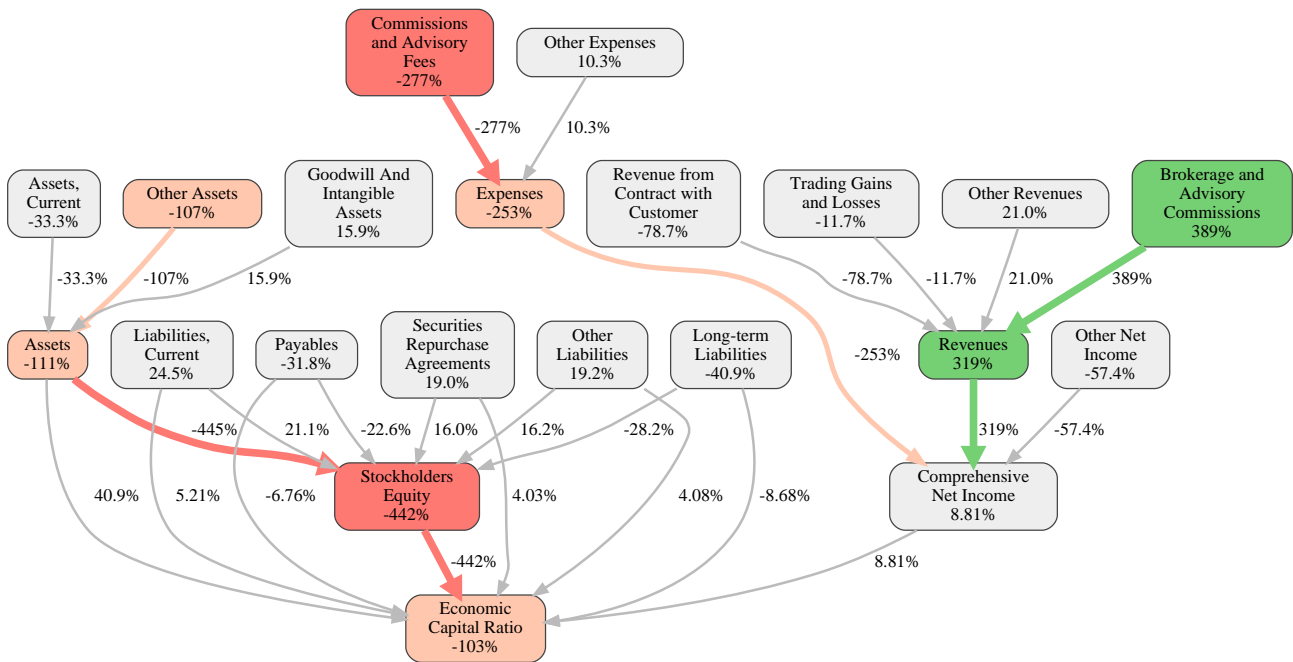 Commissions
and Advisory
Fees
-277%
Other Expenses
10.3%
-277%
10.3%
Assets,
Current
-33.3%
Other Assets
-107%
Goodwill And
Intangible
Assets
15.9%
Expenses
-253%
Revenue from
Contract with
Customer
-78.7%
Trading Gains
and Losses
-11.7%
Other Revenues
21.0%
Brokerage and
Advisory
Commissions
389%
-33.3%
-107%
15.9%
-78.7%
-11.7%
21.0%
389%
Assets
-111%
Liabilities,
Current
24.5%
Payables
-31.8%
Securities
Repurchase
Agreements
19.0%
Other
Liabilities
19.2%
Long-term
Liabilities
-40.9%
-253%
Revenues
319%
Other Net
Income
-57.4%
-445%
21.1%
-22.6%
16.0%
16.2%
-28.2%
319%
-57.4%
40.9%
5.21%
-6.76%
Stockholders
Equity
-442%
4.03%
4.08%
-8.68%
Comprehensive
Net Income
8.81%
-442%
8.81%
Economic
Capital Ratio
-103%